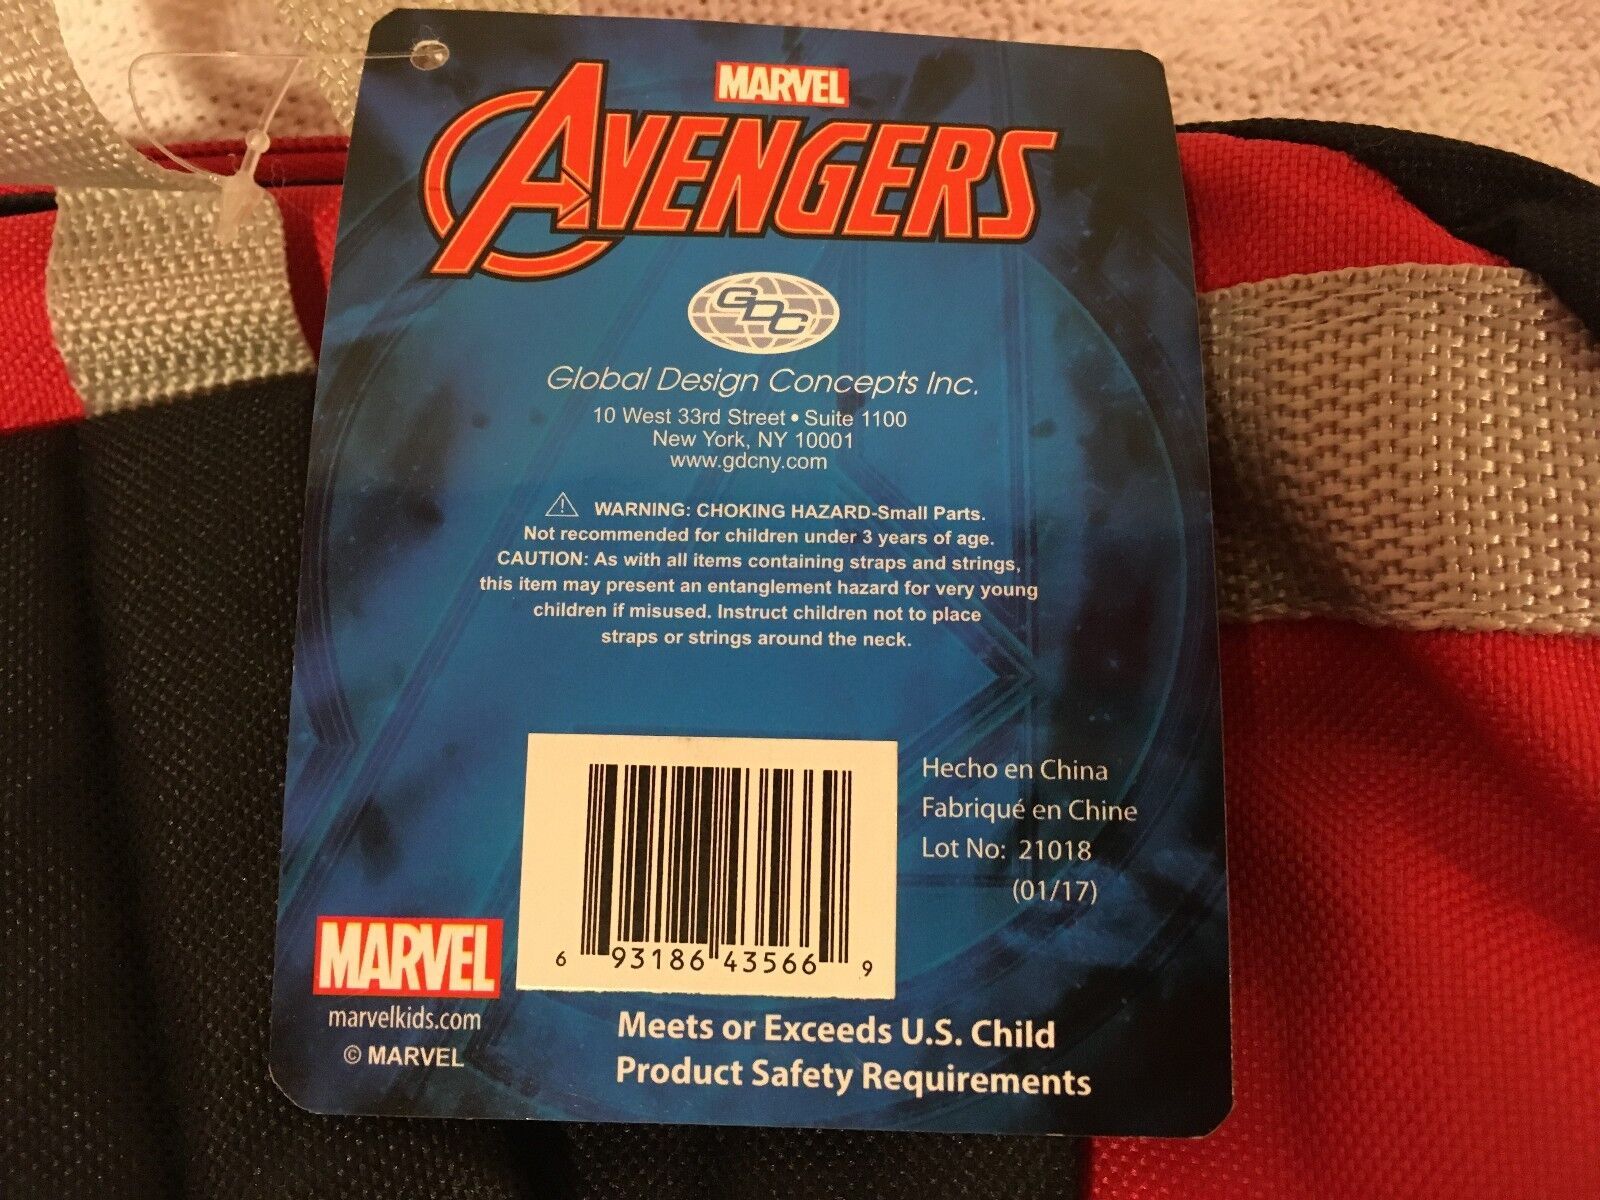 MARVEL
AVENGERS
GDC
Global Design Concepts Inc.
10 West 33rd Street • Suite 1100
New York, NY 10001
www.gdcny.com
⚠ WARNING: CHOKING HAZARD-Small Parts.
Not recommended for children under 3 years of age.
CAUTION: As with all items containing straps and strings,
this item may present an entanglement hazard for very young
children if misused. Instruct children not to place
straps or strings around the neck.
Hecho en China
Fabriqué en Chine
Lot No: 21018
(01/17)
6 93186 43566 9
MARVEL
marvelkids.com
© MARVEL
Meets or Exceeds U.S. Child
Product Safety Requirements